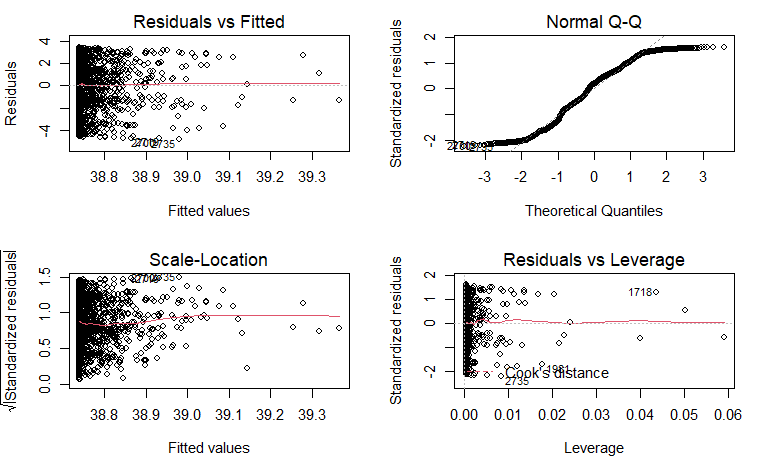 Residuals vs Fitted
Residuals
4
2
0
-4
2735
38.8 38.9 39.0 39.1 39.2 39.3
Fitted values
Normal Q-Q
Standardized residuals
2
0
-2
2719
2735
-3 -2 -1 0 1 2 3
Theoretical Quantiles
Scale-Location
√|Standardized residuals|
1.5
1.0
0.5
0.0
2735
38.8 38.9 39.0 39.1 39.2 39.3
Fitted values
Residuals vs Leverage
Standardized residuals
2
0
-2
1718
1981
Cook's distance
2735
0.00 0.01 0.02 0.03 0.04 0.05 0.06
Leverage